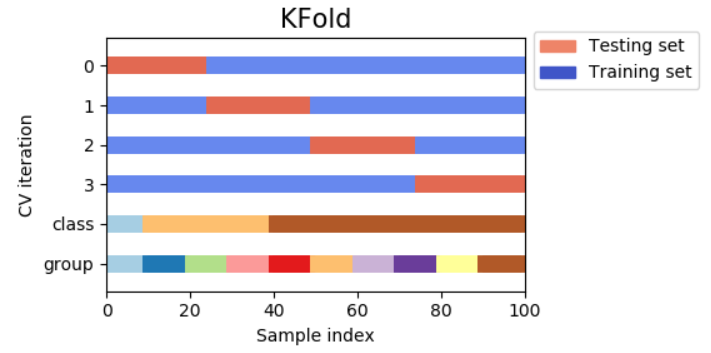 KFold
Testing set
Training set
0
1
2
3
class
group
CV iteration
0 20 40 60 80 100
Sample index